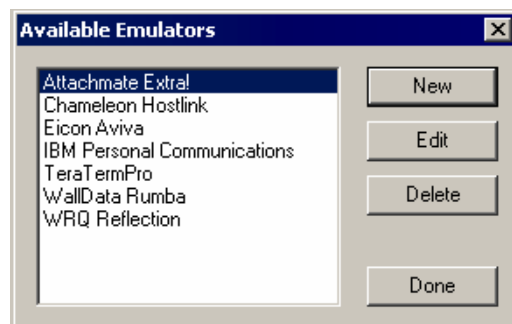 Available Emulators
Attachmate Extra!
Chameleon Hostlink
Eicon Aviva
IBM Personal Communications
TeraTermPro
WallData Rumba
WRQ Reflection
New
Edit
Delete
Done